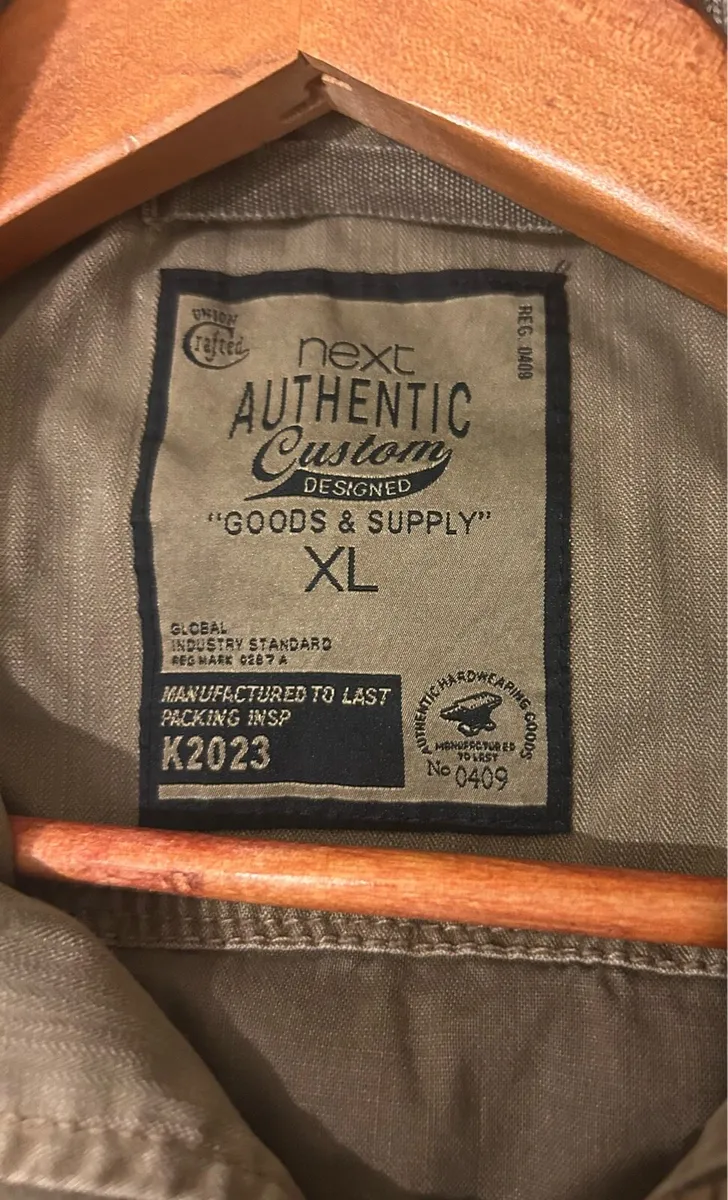 UNION
Crafted
REG. 0409
next
AUTHENTIC
Custom
DESIGNED
"GOODS & SUPPLY"
XL
GLOBAL
INDUSTRY STANDARD
REG MARK 0287 A
MANUFACTURED TO LAST
PACKING INSP
K2023
AUTHENTIC HARDWEARING GOODS
MANUFACTURED
TO LAST
No 0409